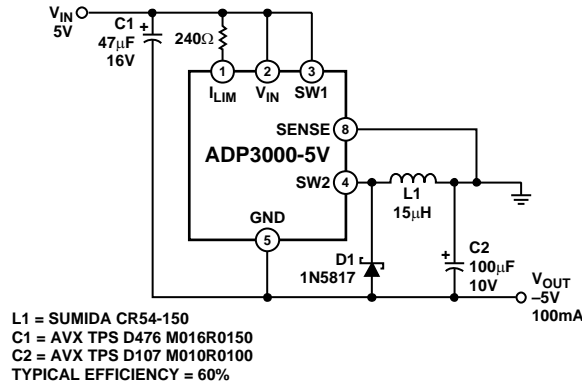 VIN
5V
C1
47µF
16V
+
240Ω
1
2
3
ILIM
VIN
SW1
SENSE
8
ADP3000-5V
SW2
4
L1
15µH
GND
5
D1
1N5817
+
C2
100µF
10V
VOUT
–5V
100mA
L1 = SUMIDA CR54-150
C1 = AVX TPS D476 M016R0150
C2 = AVX TPS D107 M010R0100
TYPICAL EFFICIENCY = 60%